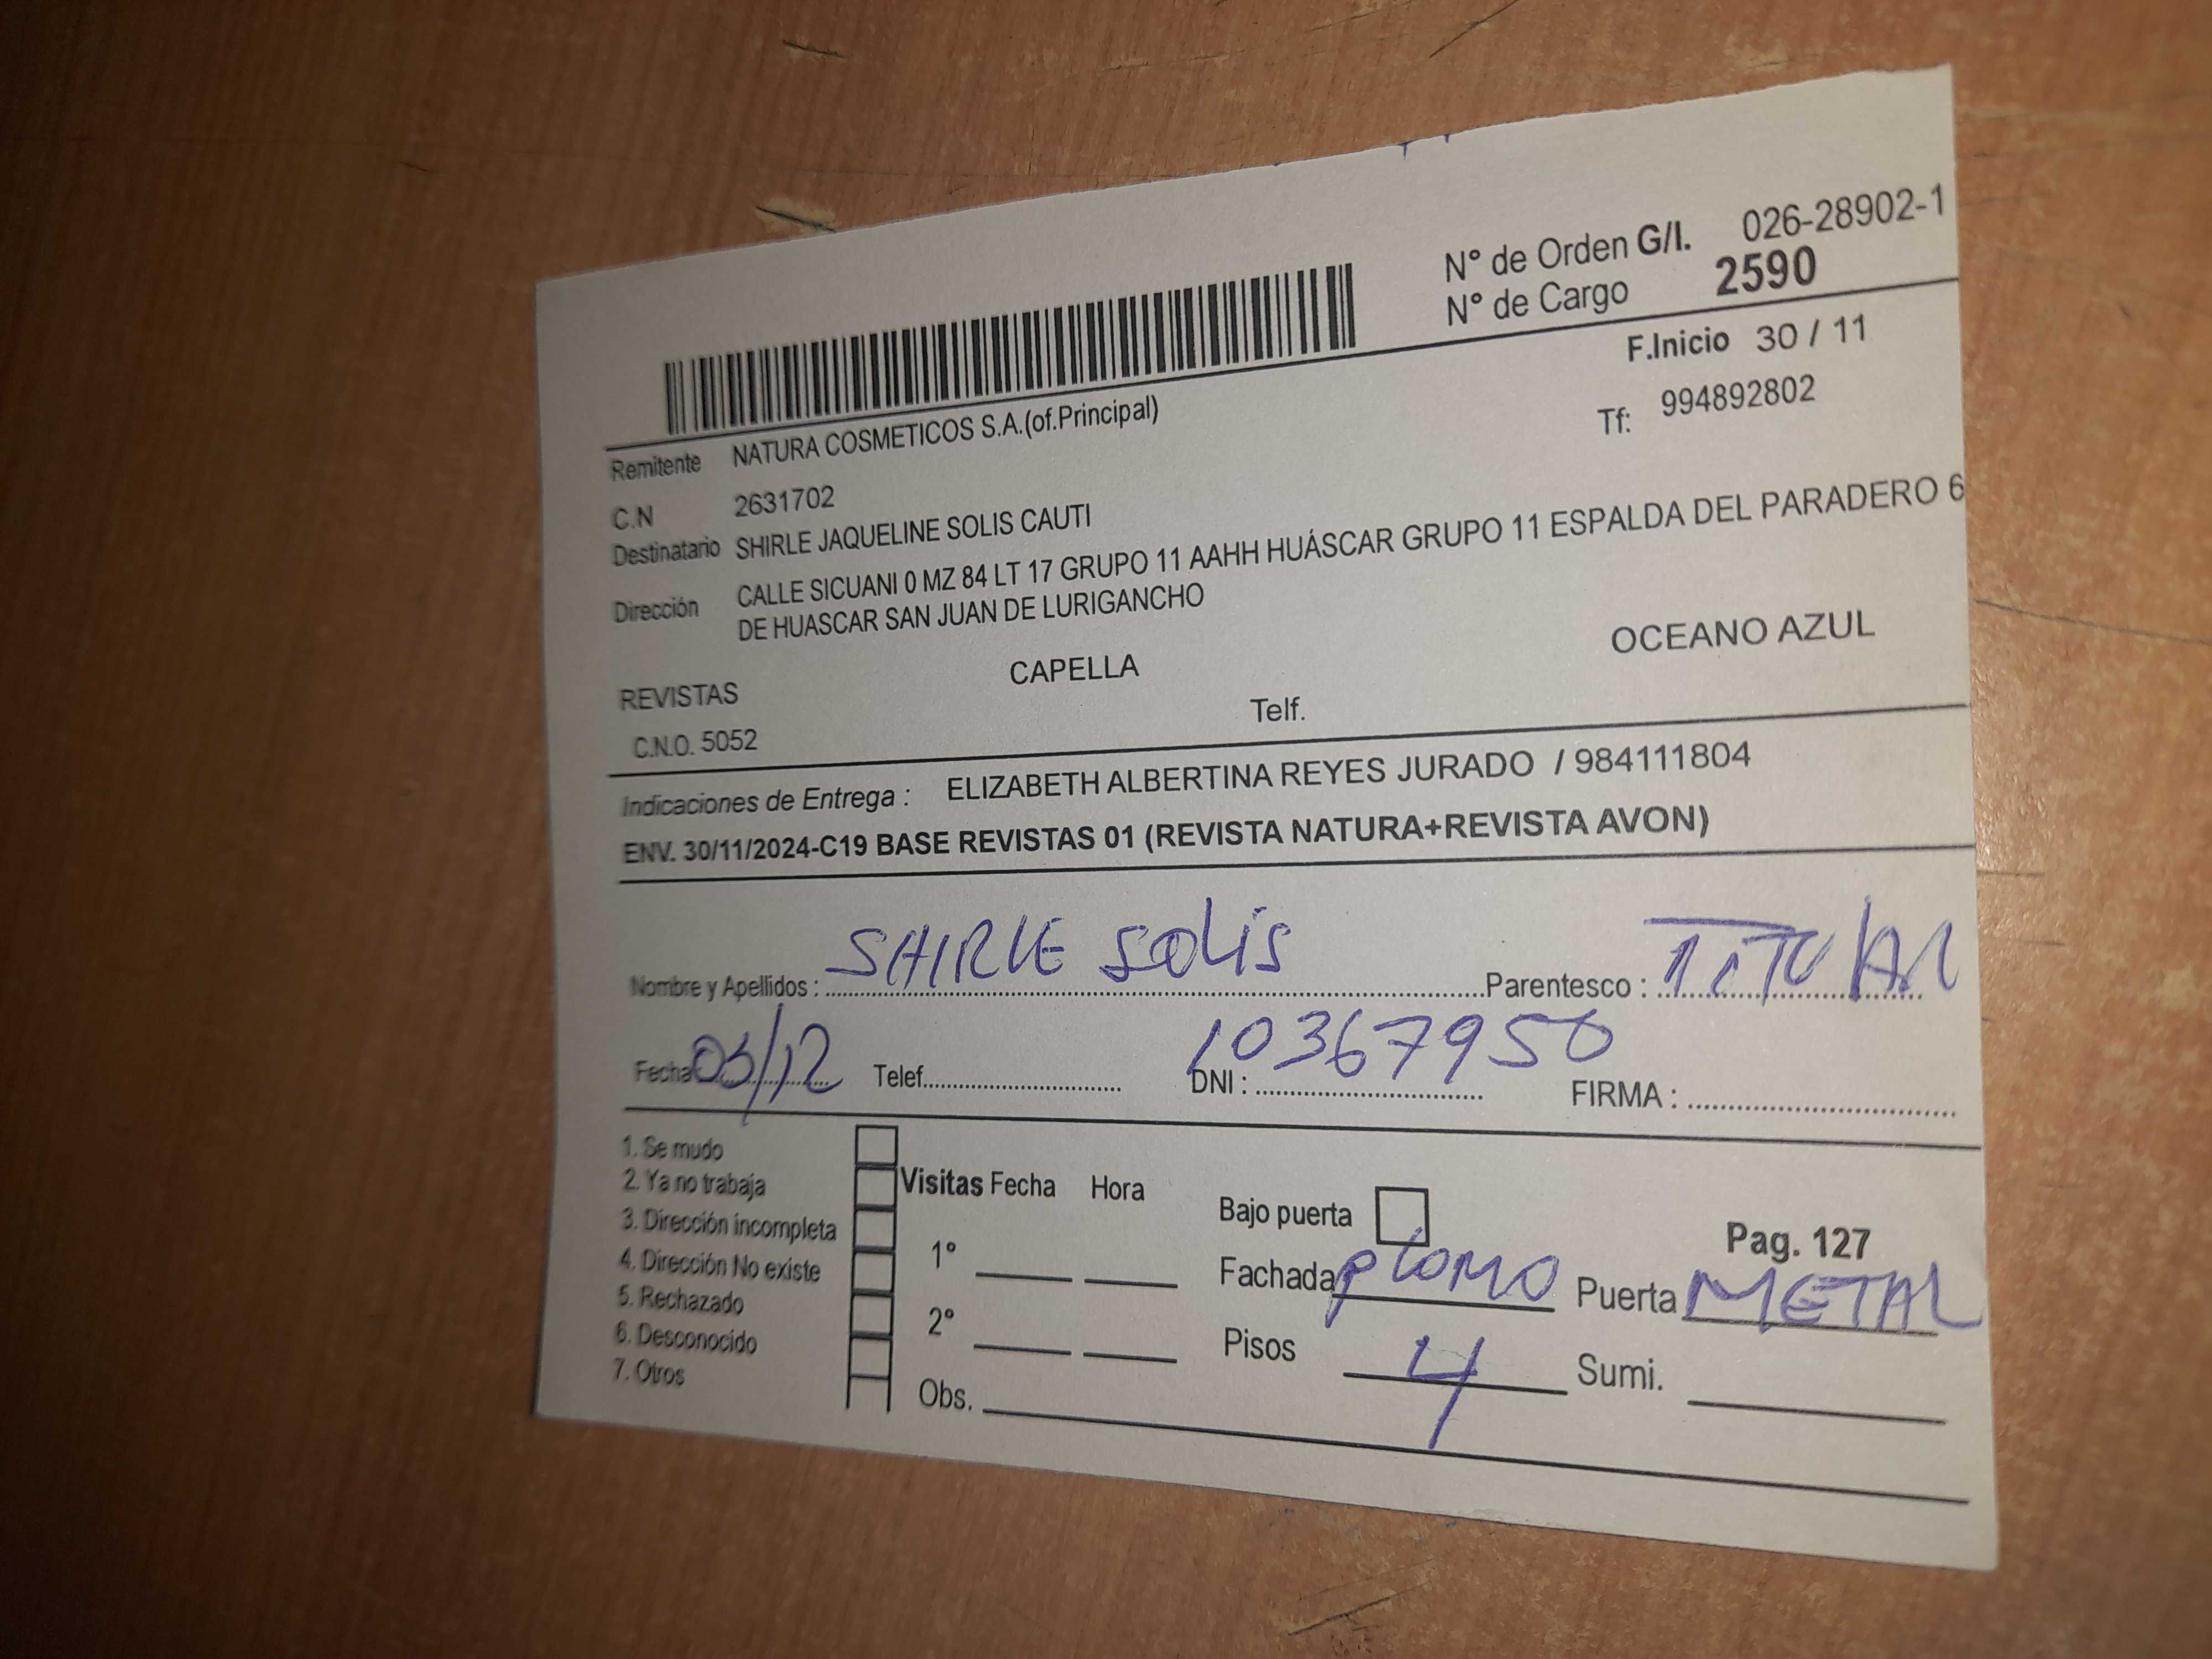 N° de Orden G/I. 026-28902-1
N° de Cargo 2590
F.Inicio 30 / 11
Remitente NATURA COSMETICOS S.A.(of.Principal)
Tf: 994892802
C.N 2631702
Destinatario SHIRLE JAQUELINE SOLIS CAUTI
Dirección CALLE SICUANI 0 MZ 84 LT 17 GRUPO 11 AAHH HUÁSCAR GRUPO 11 ESPALDA DEL PARADERO 6
DE HUASCAR SAN JUAN DE LURIGANCHO
REVISTAS CAPELLA OCEANO AZUL
C.N.O. 5052 Telf.
Indicaciones de Entrega : ELIZABETH ALBERTINA REYES JURADO / 984111804
ENV. 30/11/2024-C19 BASE REVISTAS 01 (REVISTA NATURA+REVISTA AVON)
Nombre y Apellidos : SHIRLE SOLIS Parentesco : TITULAR
Fecha 03/12 Telef. DNI : 10367950 FIRMA :
1. Se mudo
2. Ya no trabaja
3. Dirección incompleta
4. Dirección No existe
5. Rechazado
6. Desconocido
7. Otros
Visitas Fecha Hora
1°
2°
Obs.
Bajo puerta Pag. 127
Fachada PLOMO Puerta METAL
Pisos 4 Sumi.